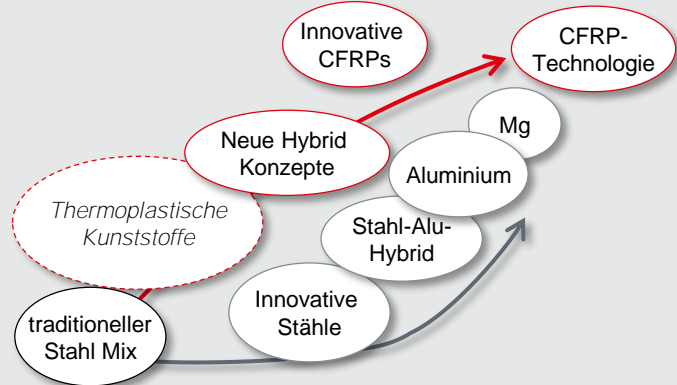 Innovative
CFRPs
CFRP-
Technologie
Mg
Neue Hybrid
Konzepte
Aluminium
Thermoplastische
Kunststoffe
Stahl-Alu-
Hybrid
Innovative
Stähle
traditioneller
Stahl Mix